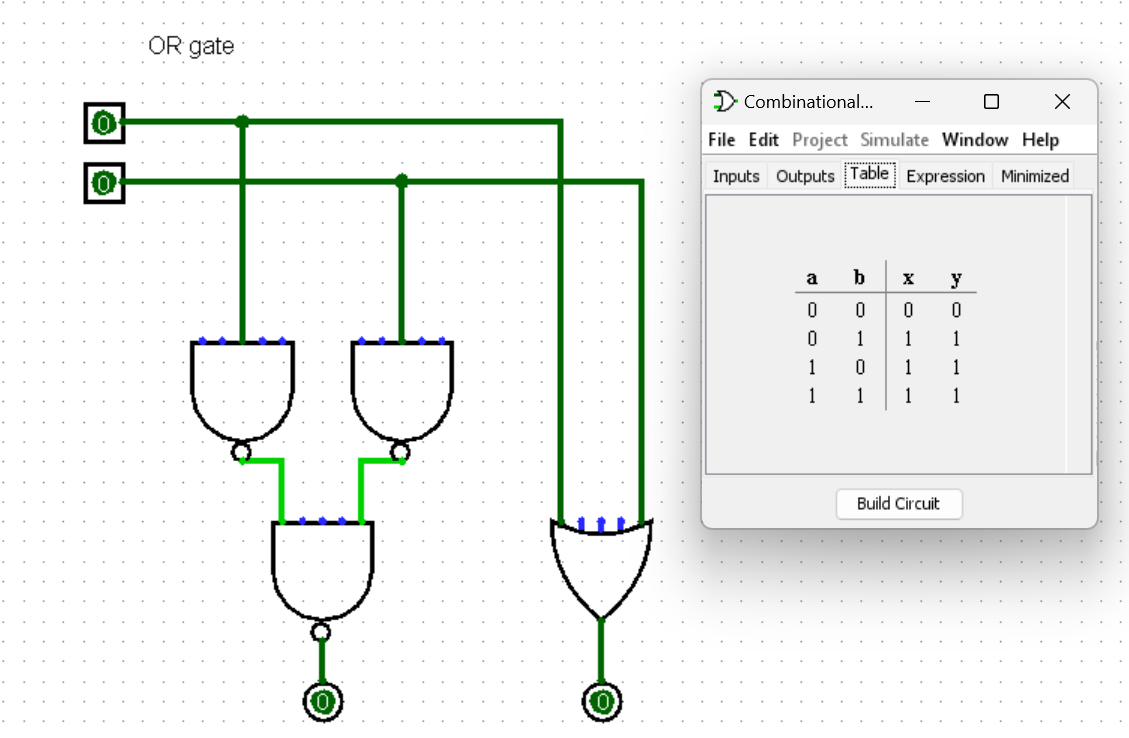 OR gate
0
0
0
0
Combinational...
File Edit Project Simulate Window Help
Inputs Outputs Table Expression Minimized
a b x y
0 0 0 0
0 1 1 1
1 0 1 1
1 1 1 1
Build Circuit